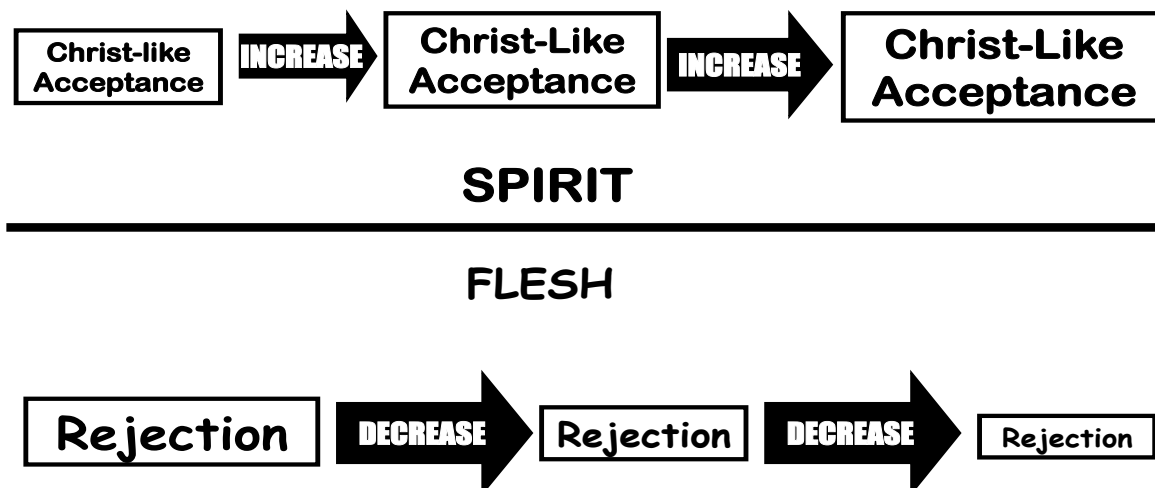 Christ-like
Acceptance
INCREASE
Christ-Like
Acceptance
INCREASE
Christ-Like
Acceptance
SPIRIT
FLESH
Rejection
DECREASE
Rejection
DECREASE
Rejection